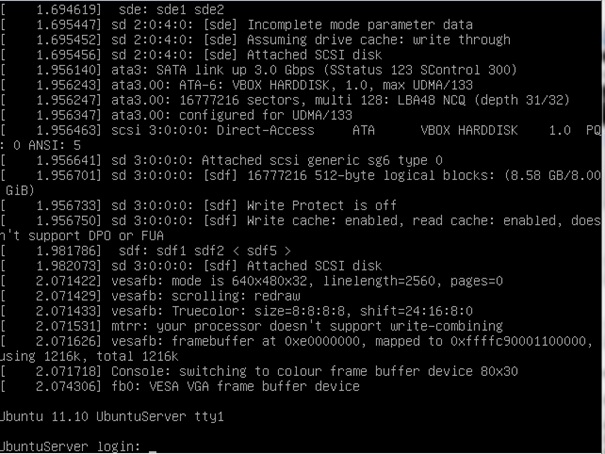 [    1.694619]  sde: sde1 sde2
[    1.695447] sd 2:0:4:0: [sde] Incomplete mode parameter data
[    1.695452] sd 2:0:4:0: [sde] Assuming drive cache: write through
[    1.695456] sd 2:0:4:0: [sde] Attached SCSI disk
[    1.956140] ata3: SATA link up 3.0 Gbps (SStatus 123 SControl 300)
[    1.956243] ata3.00: ATA-6: VBOX HARDDISK, 1.0, max UDMA/133
[    1.956247] ata3.00: 16777216 sectors, multi 128: LBA48 NCQ (depth 31/32)
[    1.956347] ata3.00: configured for UDMA/133
[    1.956463] scsi 3:0:0:0: Direct-Access     ATA      VBOX HARDDISK    1.0  PQ
: 0 ANSI: 5
[    1.956641] sd 3:0:0:0: Attached scsi generic sg6 type 0
[    1.956701] sd 3:0:0:0: [sdf] 16777216 512-byte logical blocks: (8.58 GB/8.00
 GiB)
[    1.956733] sd 3:0:0:0: [sdf] Write Protect is off
[    1.956750] sd 3:0:0:0: [sdf] Write cache: enabled, read cache: enabled, does
n't support DPO or FUA
[    1.981786]  sdf: sdf1 sdf2 < sdf5 >
[    1.982073] sd 3:0:0:0: [sdf] Attached SCSI disk
[    2.071422] vesafb: mode is 640x480x32, linelength=2560, pages=0
[    2.071429] vesafb: scrolling: redraw
[    2.071433] vesafb: Truecolor: size=8:8:8:8, shift=24:16:8:0
[    2.071531] mtrr: your processor doesn't support write-combining
[    2.071626] vesafb: framebuffer at 0xe0000000, mapped to 0xffffc90001100000,
using 1216k, total 1216k
[    2.071718] Console: switching to colour frame buffer device 80x30
[    2.074306] fb0: VESA VGA frame buffer device
Ubuntu 11.10 UbuntuServer tty1
UbuntuServer login: _